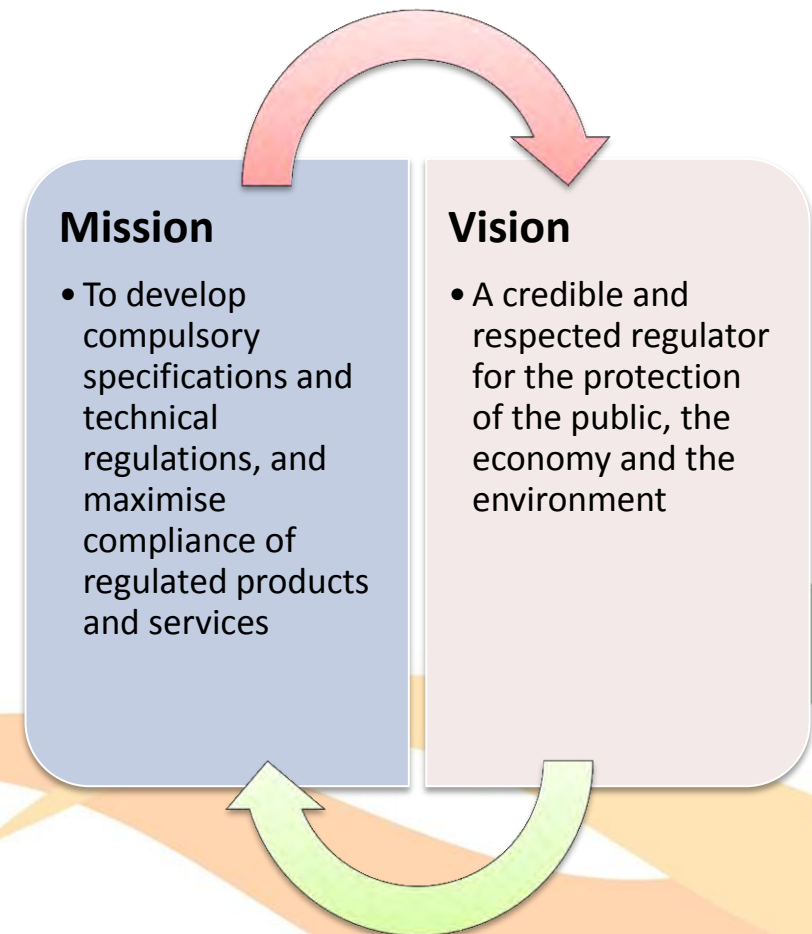 Mission
• To develop
compulsory
specifications and
technical
regulations, and
maximise
compliance of
regulated products
and services
Vision
• A credible and
respected regulator
for the protection
of the public, the
economy and the
environment